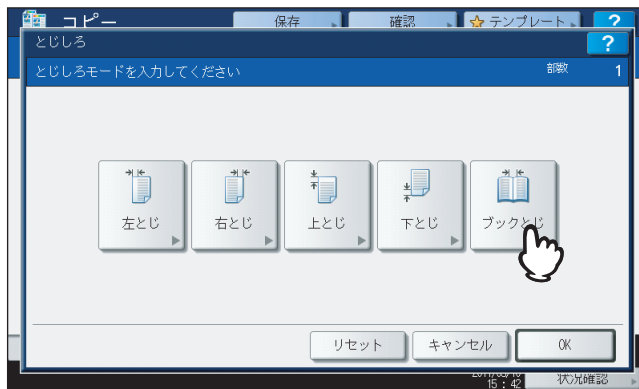 コピー 保存 確認 テンプレート ?
とじしろ ?
とじしろモードを入力してください 部数 1
左とじ 右とじ 上とじ 下とじ ブックとじ
リセット キャンセル OK
15:42 状況確認